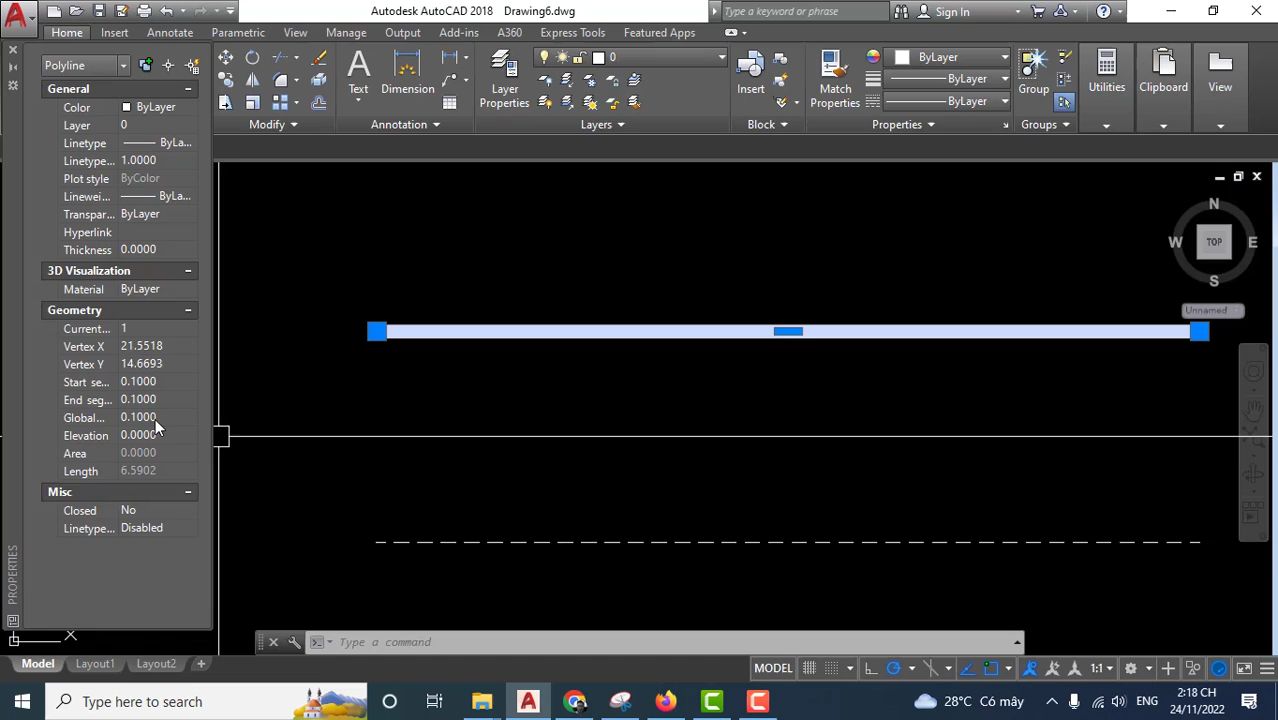 Autodesk AutoCAD 2018 Drawing6.dwg
Type a keyword or phrase
Sign In
Home Insert Annotate Parametric View Manage Output Add-ins A360 Express Tools Featured Apps
Polyline
Text
Dimension
Layer Properties
0
Insert
Match Properties
ByLayer
ByLayer
ByLayer
Group
Utilities
Clipboard
View
Modify Annotation Layers Block Properties Groups
General
Color ByLayer
Layer 0
Linetype ByLa...
Linetype... 1.0000
Plot style ByColor
Linewei... ByLa...
Transpar... ByLayer
Hyperlink
Thickness 0.0000
3D Visualization
Material ByLayer
Geometry
Current... 1
Vertex X 21.5518
Vertex Y 14.6693
Start se... 0.1000
End seg... 0.1000
Global... 0.1000
Elevation 0.0000
Area 0.0000
Length 6.5902
Misc
Closed No
Linetype... Disabled
PROPERTIES
N
W TOP E
S
Unnamed
X
Type a command
Model Layout1 Layout2 +
MODEL 1:1
Type here to search
28°C Có mây
ENG
2:18 CH
24/11/2022